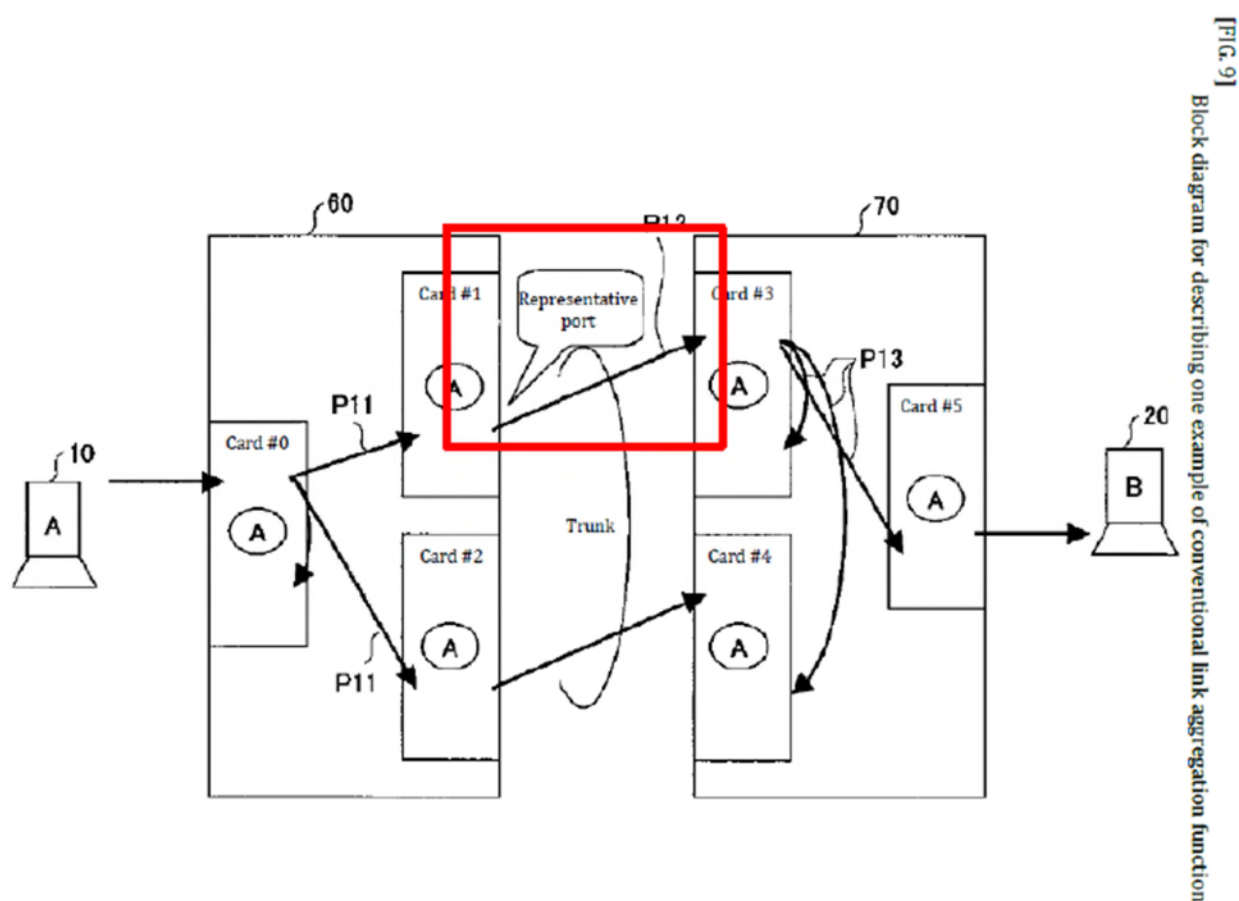 [FIG. 9]
Block diagram for describing one example of conventional link aggregation function
60
70
P12
Card #1
Representative
port
Card #3
A
A
P13
P11
Card #5
Card #0
10
20
A
A
A
B
Trunk
Card #2
Card #4
A
A
P11